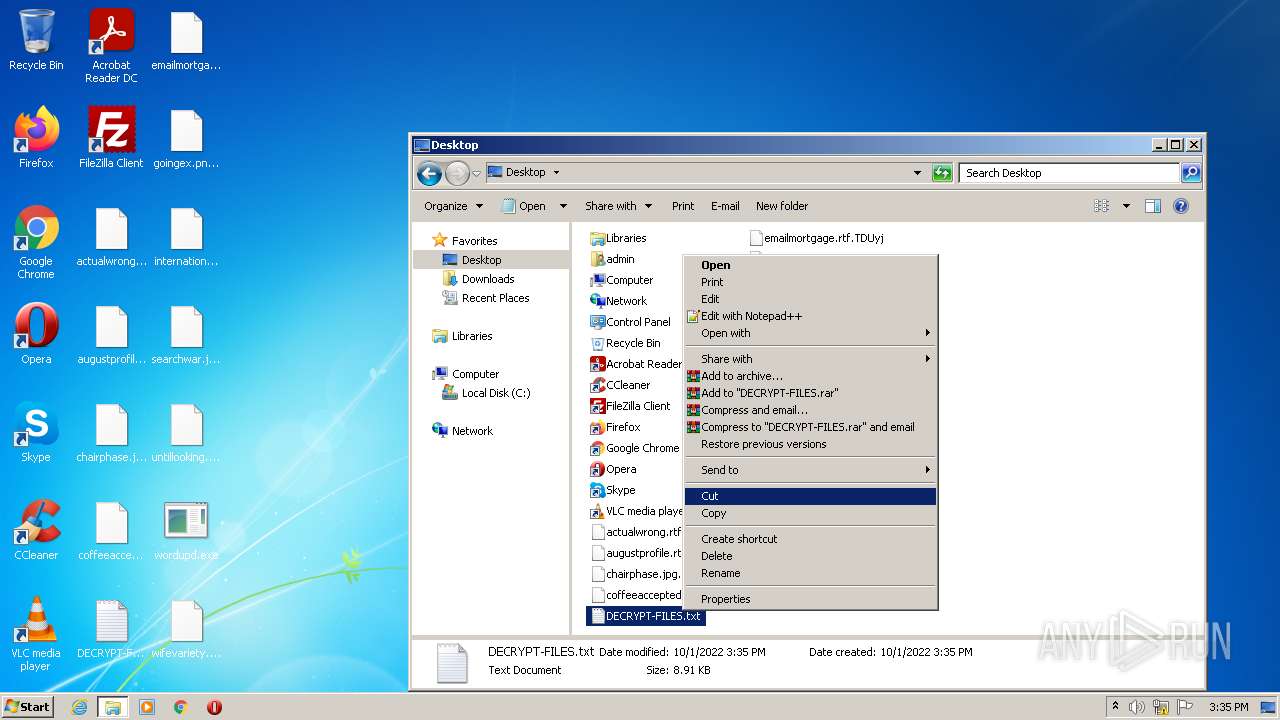 Recycle Bin
Acrobat
Reader DC
emailmortga...
Firefox
FileZilla Client
goingex.pn...
Google
Chrome
actualwrong...
internation...
Opera
augustprofil...
searchwar.j...
Skype
chairphase.j...
untillooking....
CCleaner
coffeeacce...
wordupd.exe
VLC media
player
DECRYPT-F...
wifevariety....
Desktop
Desktop
Search Desktop
Organize
Open
Share with
Print
E-mail
New folder
Favorites
Desktop
Downloads
Recent Places
Libraries
Computer
Local Disk (C:)
Network
Libraries
admin
Computer
Network
Control Panel
Recycle Bin
Acrobat Reader
CCleaner
FileZilla Client
Firefox
Google Chrome
Opera
Skype
VLC media playe
actualwrong.rtf
augustprofile.rt
chairphase.jpg.
coffeeaccepted
DECRYPT-FILES.txt
emailmortgage.rtf.TDUyj
Open
Print
Edit
Edit with Notepad++
Open with
Share with
Add to archive...
Add to "DECRYPT-FILES.rar"
Compress and email...
Compress to "DECRYPT-FILES.rar" and email
Restore previous versions
Send to
Cut
Copy
Create shortcut
Delete
Rename
Properties
DECRYPT-FILES.txt Date modified: 10/1/2022 3:35 PM
Date created: 10/1/2022 3:35 PM
Text Document
Size: 8.91 KB
ANY RUN
Start
3:35 PM